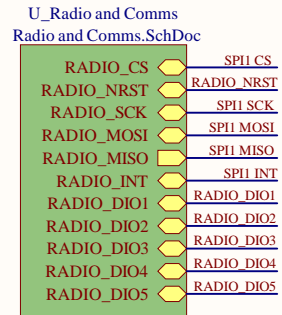 U_Radio and Comms
Radio and Comms.SchDoc
RADIO_CS SPI1 CS
RADIO_NRST RADIO_NRST
RADIO_SCK SPI1 SCK
RADIO_MOSI SPI1 MOSI
RADIO_MISO SPI1 MISO
RADIO_INT SPI1 INT
RADIO_DIO1 RADIO_DIO1
RADIO_DIO2 RADIO_DIO2
RADIO_DIO3 RADIO_DIO3
RADIO_DIO4 RADIO_DIO4
RADIO_DIO5 RADIO_DIO5